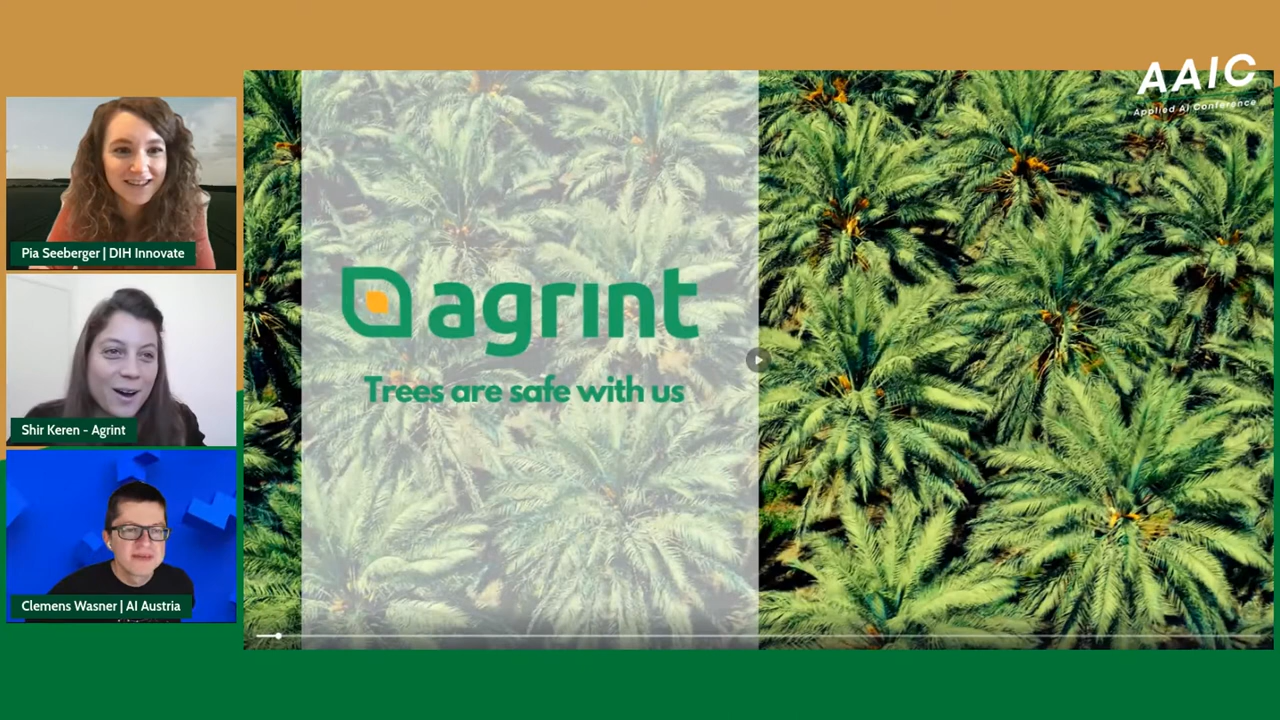 AAIC
Applied AI Conference
Pia Seeberger | DIH Innovate
Shir Keren - Agrint
Clemens Wasner | AI Austria
agrint
Trees are safe with us